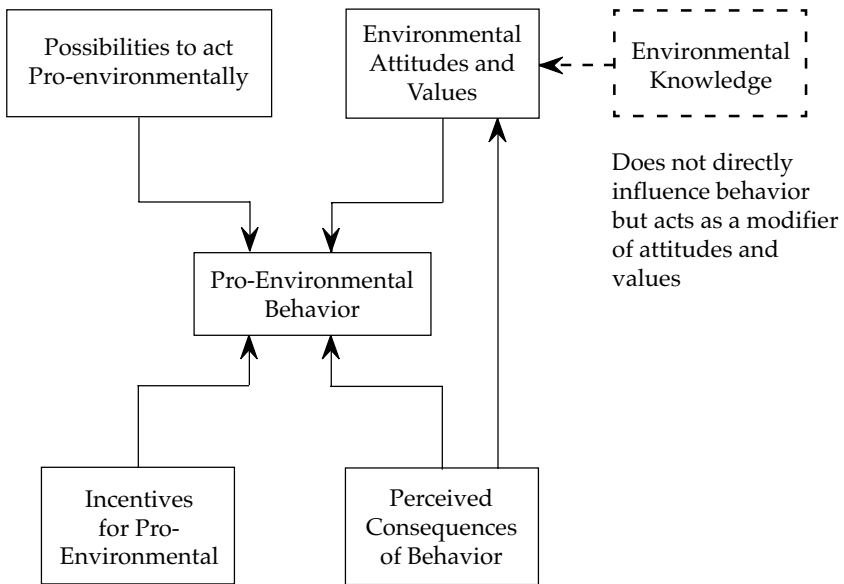 Possibilities to act
Pro-environmentally
Environmental
Attitudes and
Values
Environmental
Knowledge
Does not directly
influence behavior
but acts as a modifier
of attitudes and
values
Pro-Environmental
Behavior
Incentives
for Pro-
Environmental
Perceived
Consequences
of Behavior